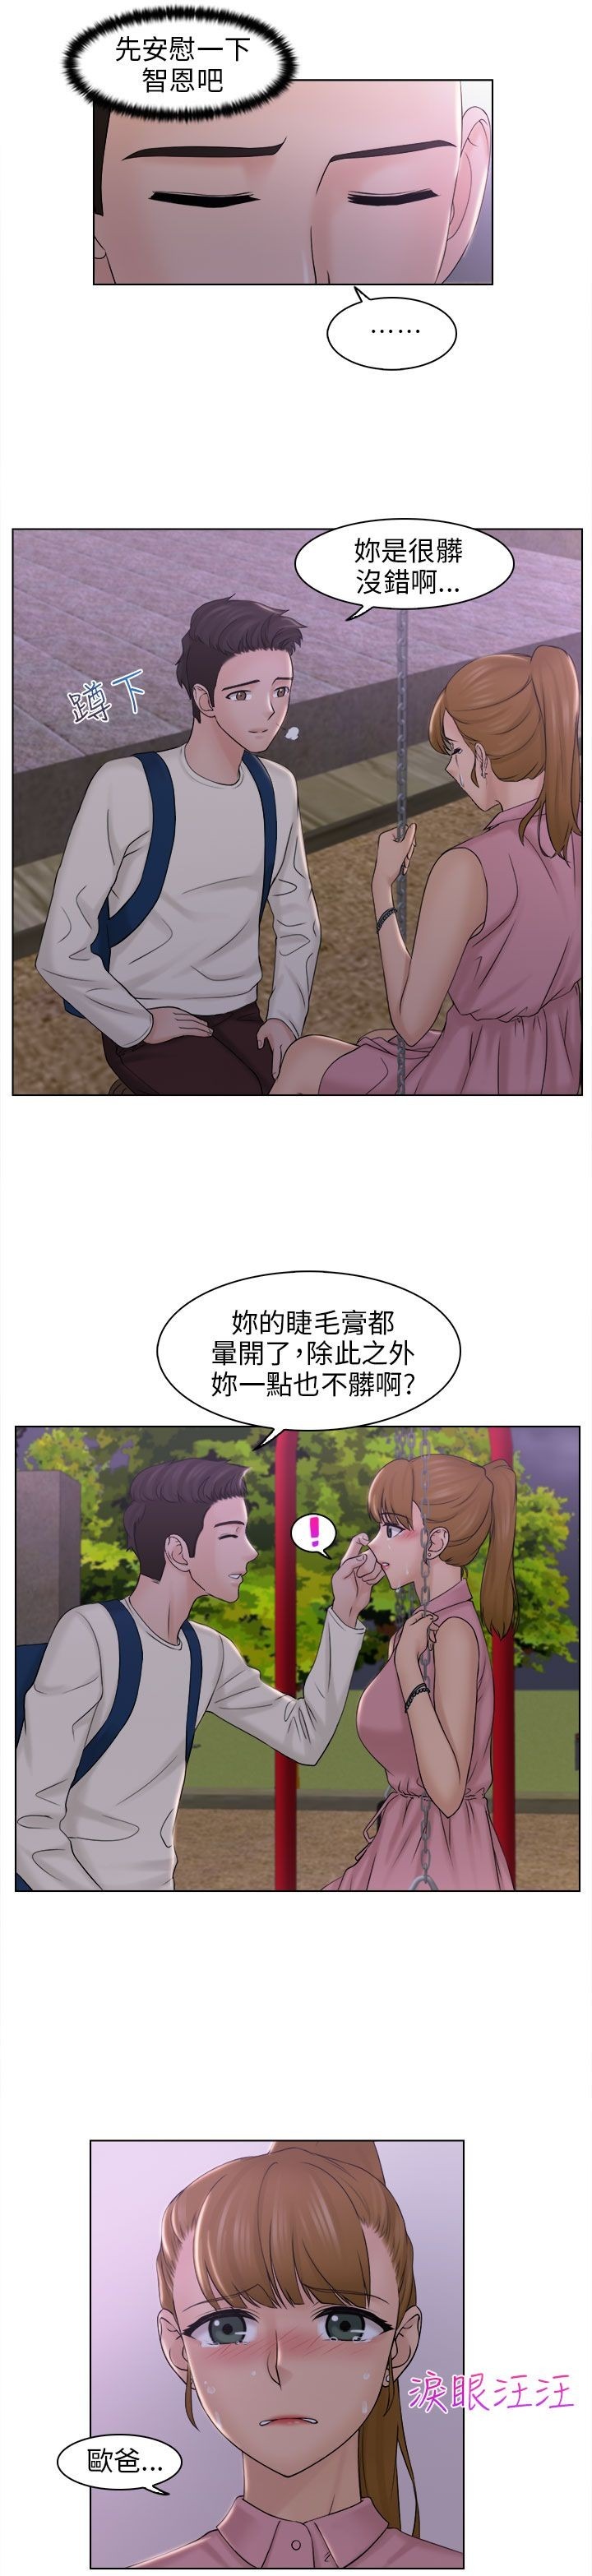 先安慰一下
智恩吧
……
妳是很髒
沒錯啊...
蹲下
妳的睫毛膏都
暈開了,除此之外
妳一點也不髒啊?
!
淚眼汪汪
歐爸...